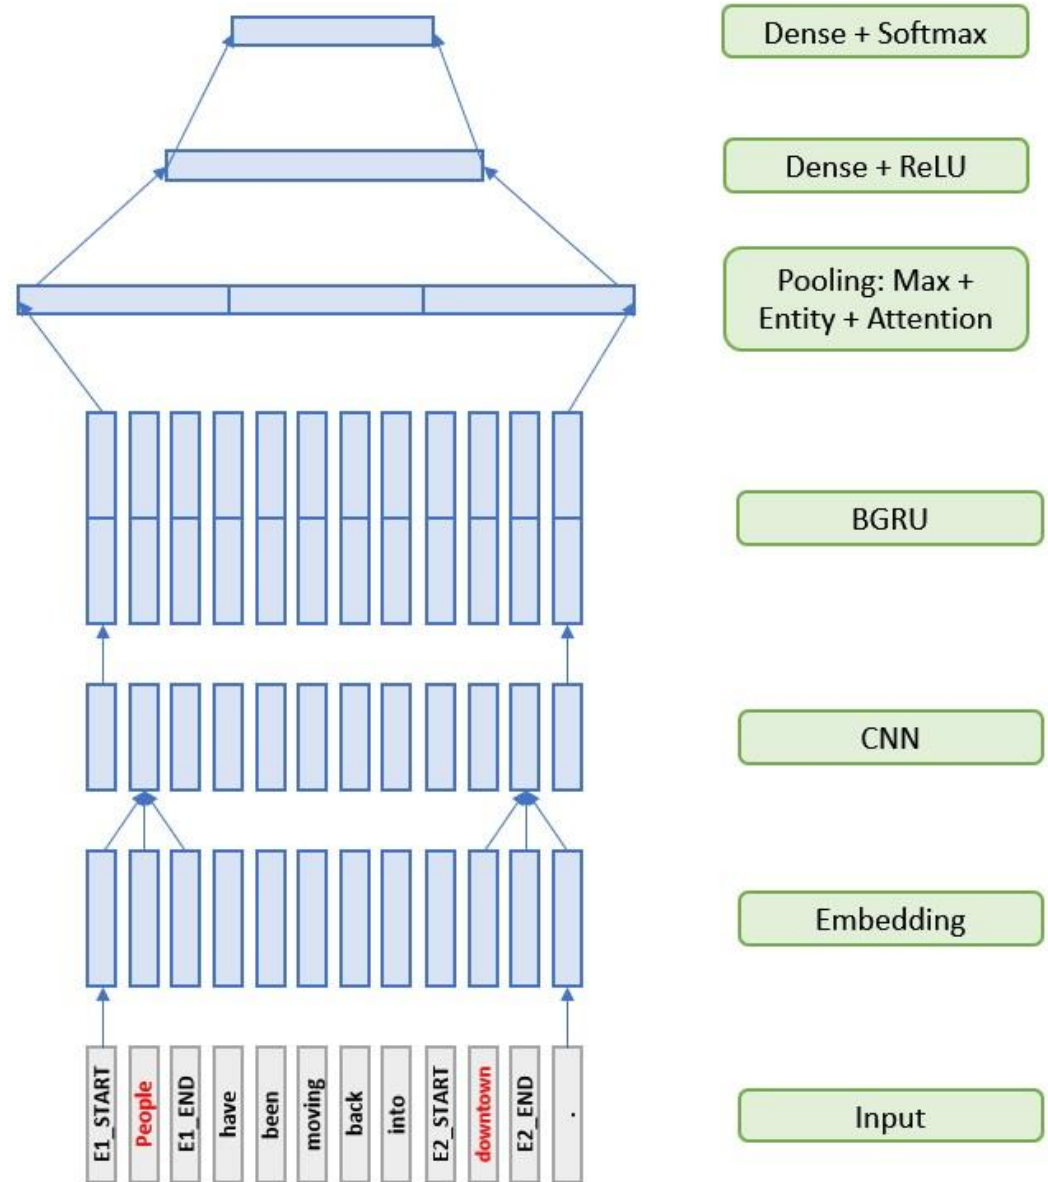 Dense + Softmax
Dense + ReLU
Pooling: Max +
Entity + Attention
BGRU
CNN
Embedding
Input
E1_START
People
E1_END
have
been
moving
back
into
E2_START
downtown
E2_END
.